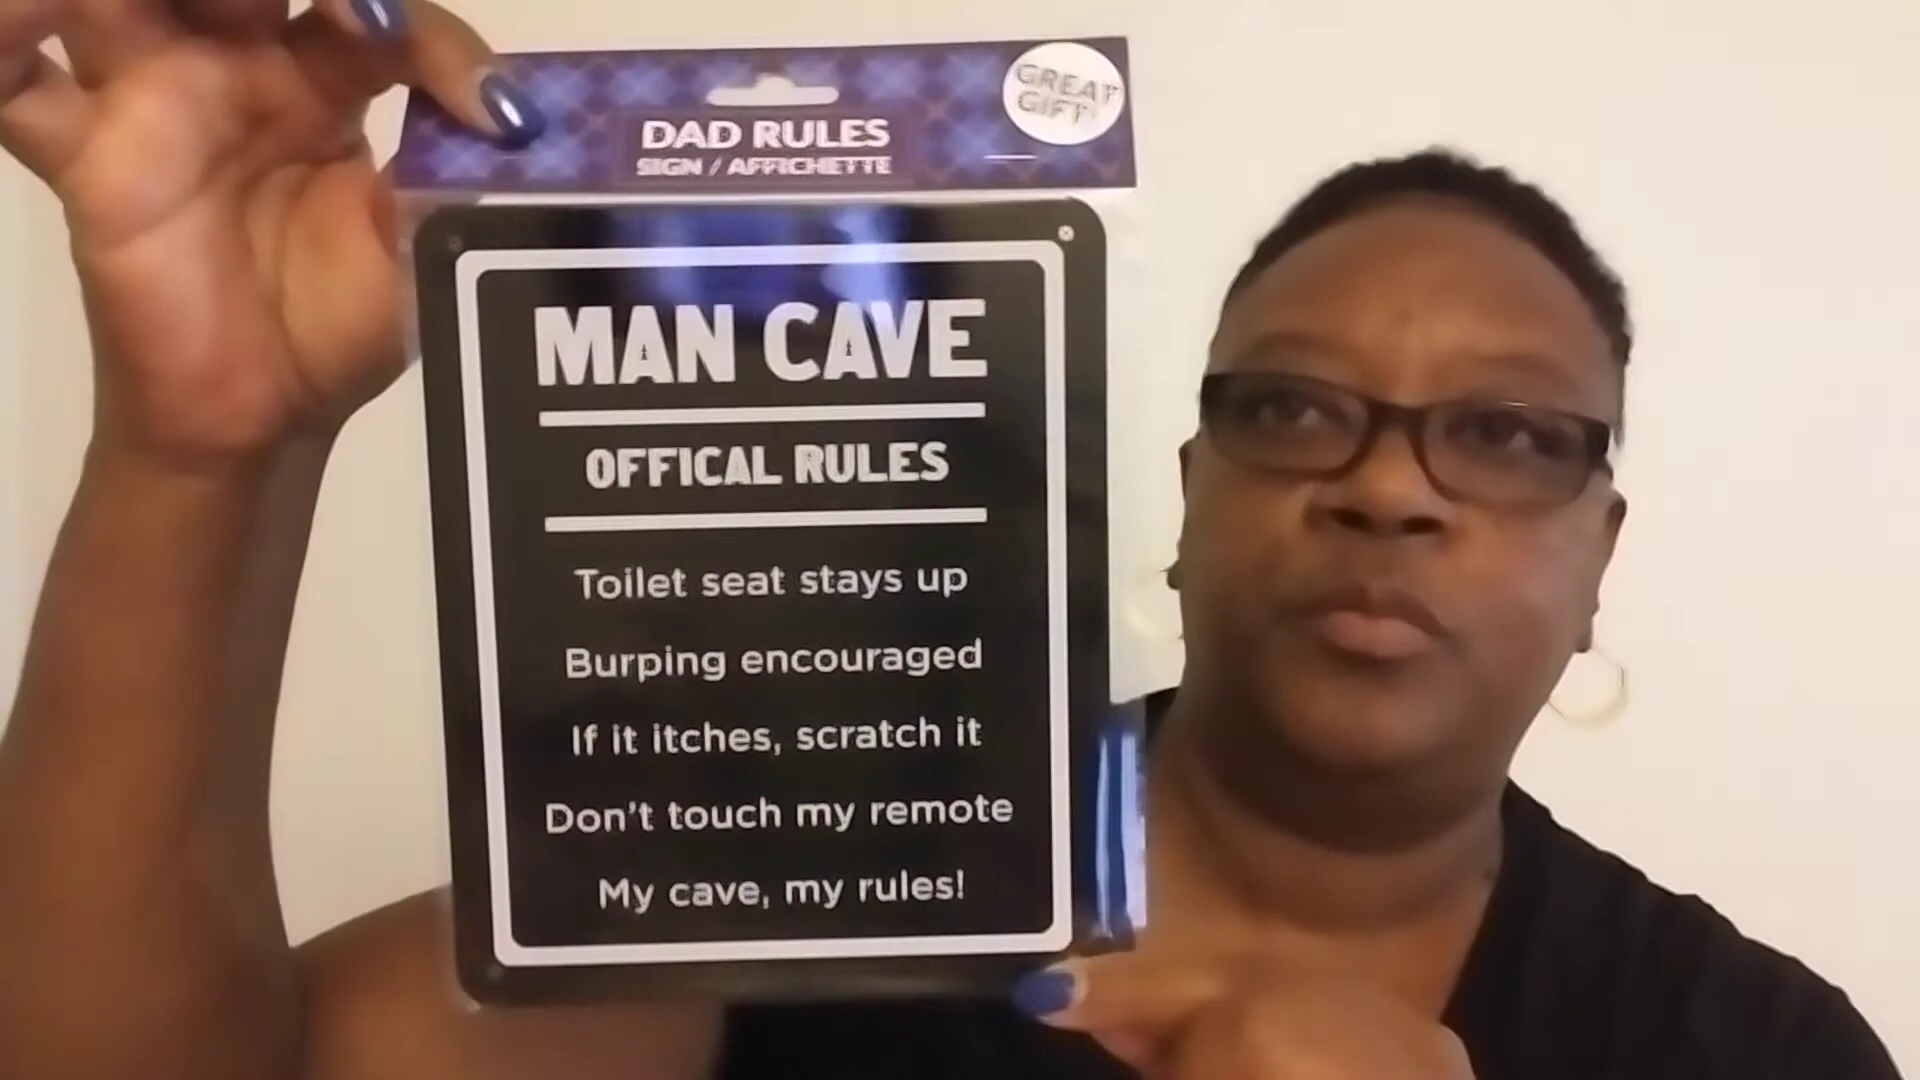 GREAT
GIFT!
DAD RULES
SIGN / AFFICHETTE
MAN CAVE
OFFICAL RULES
Toilet seat stays up
Burping encouraged
If it itches, scratch it
Don't touch my remote
My cave, my rules!